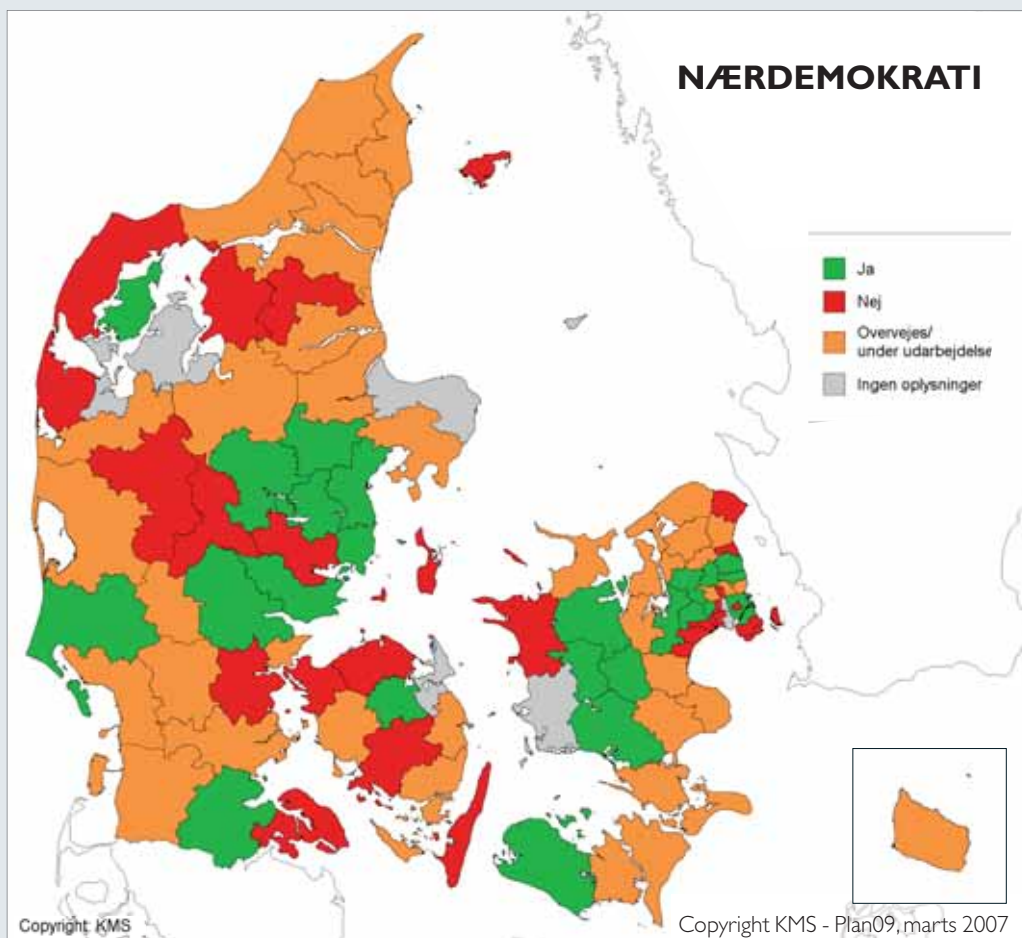 NÆRDEMOKRATI
Ja
Nej
Overvejes/
under udarbejdelse
Ingen oplysninger
Copyright: KMS
Copyright KMS - Plan09, marts 2007